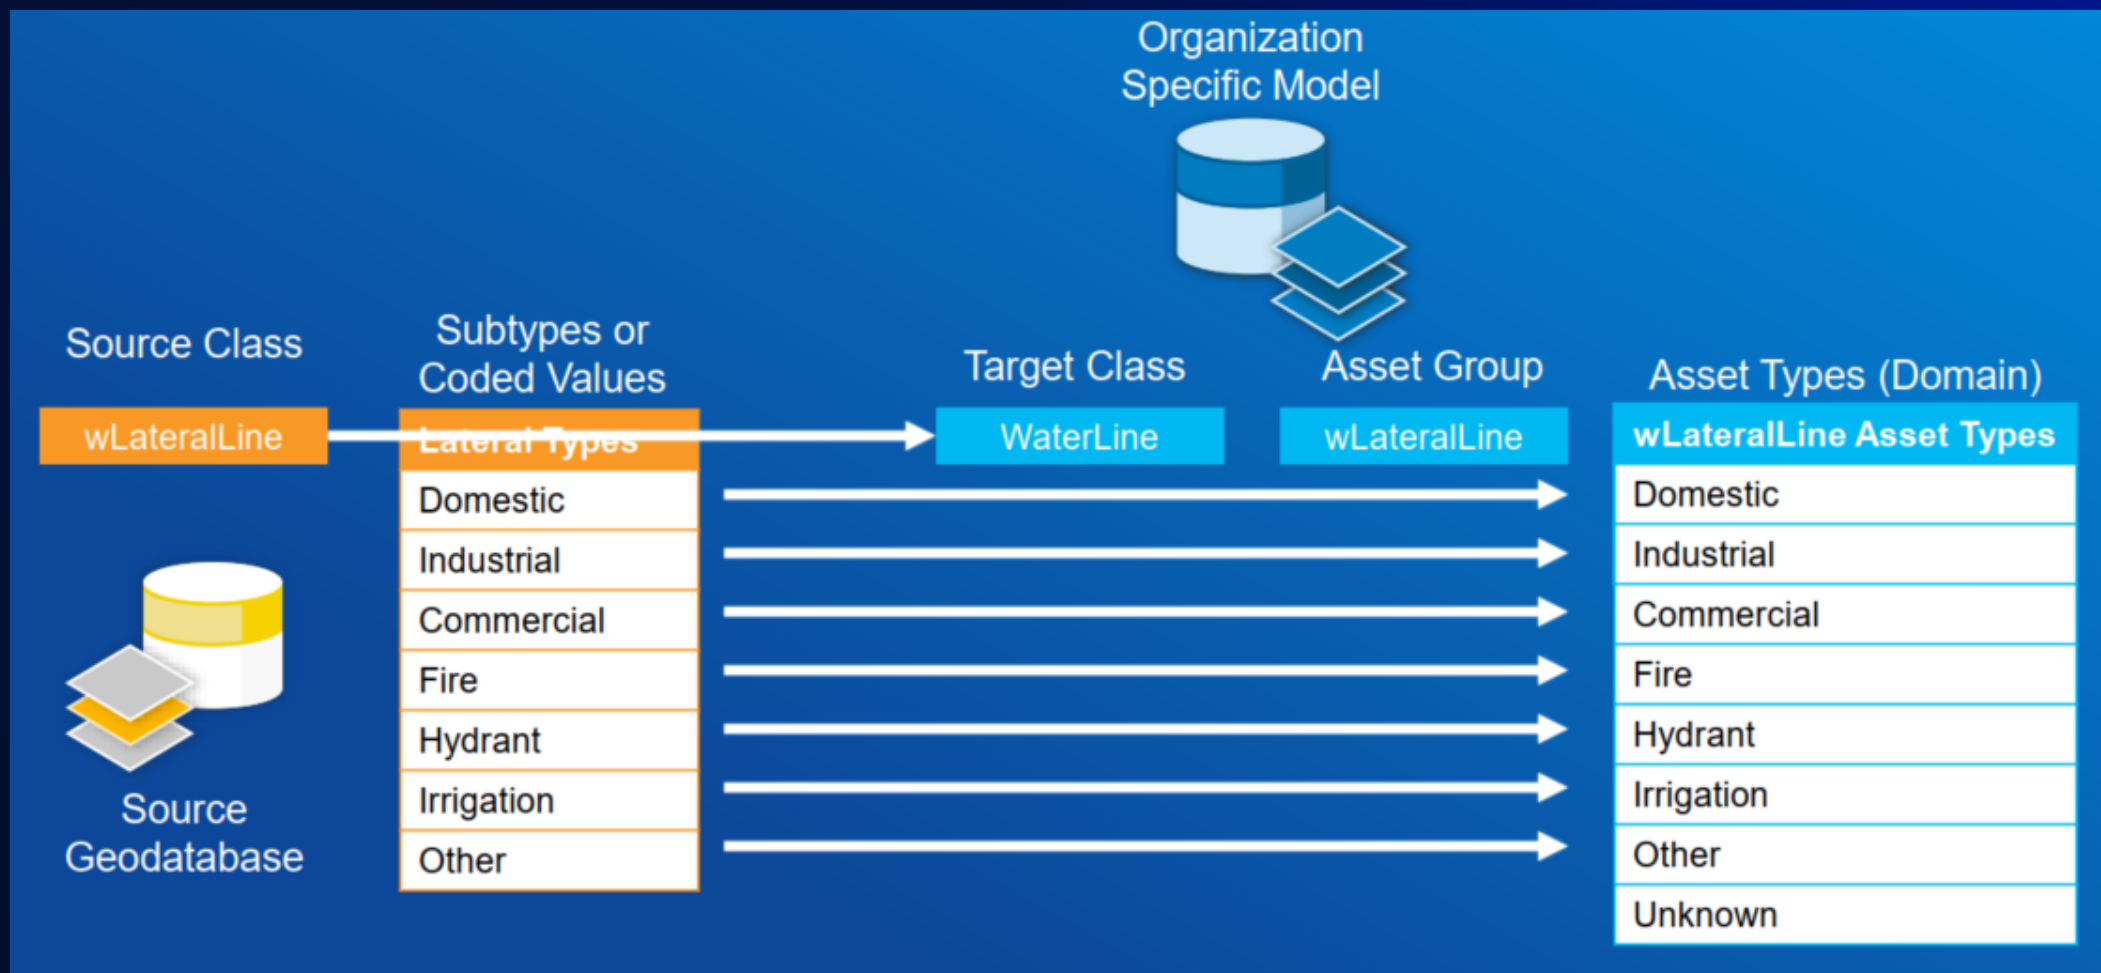 Organization
Specific Model
Source Class
Subtypes or
Coded Values
Target Class
Asset Group
Asset Types (Domain)
wLateralLine
Lateral Types
WaterLine
wLateralLine
wLateralLine Asset Types
Domestic
Industrial
Commercial
Fire
Hydrant
Irrigation
Other
Domestic
Industrial
Commercial
Fire
Hydrant
Irrigation
Other
Unknown
Source
Geodatabase